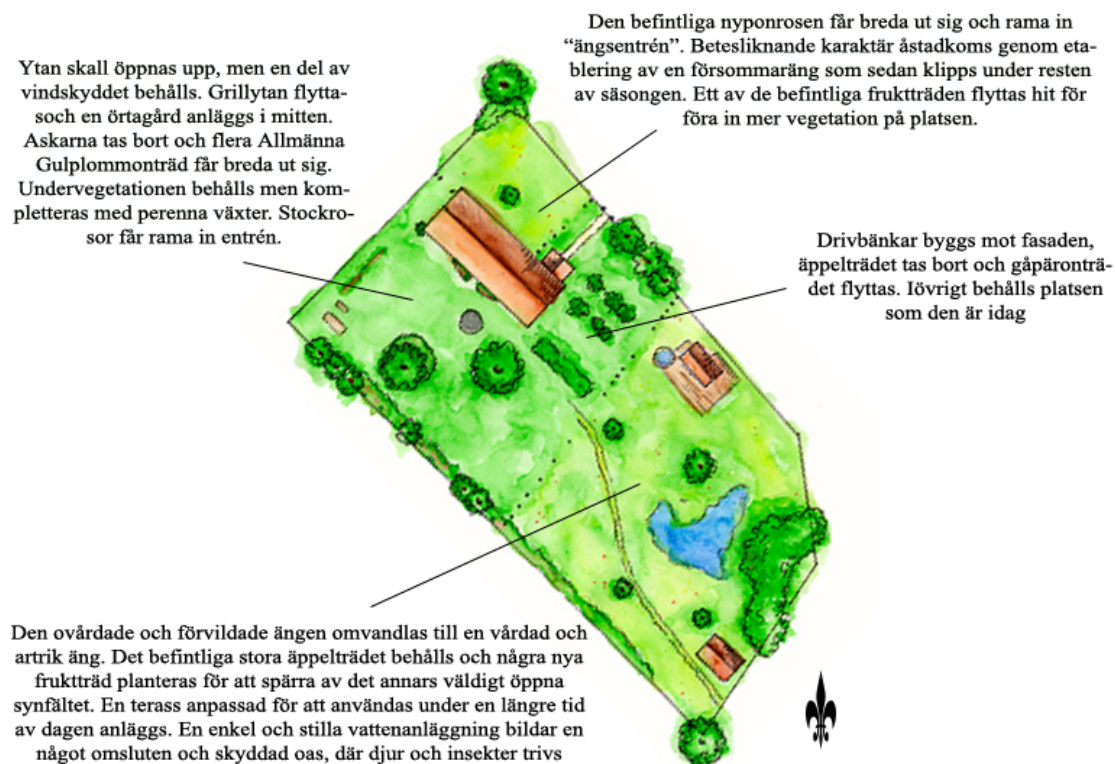 Den befintliga nyponrosen får breda ut sig och rama in
“ängsentrén”. Betesliknande karaktär åstadkoms genom eta-
blering av en försommaräng som sedan klipps under resten
av säsongen. Ett av de befintliga fruktträden flyttas hit för
föra in mer vegetation på platsen.
Ytan skall öppnas upp, men en del av
vindskyddet behålls. Grillytan flytta-
soch en örtagård anläggs i mitten.
Askarna tas bort och flera Allmänna
Gulplommonträd får breda ut sig.
Undervegetationen behålls men kom-
pletteras med perenna växter. Stockro-
sor får rama in entrén.
Drivbänkar byggs mot fasaden,
äppelträdet tas bort och gåpäronträ-
det flyttas. Iövrigt behålls platsen
som den är idag
Den ovårdade och förvildade ängen omvandlas till en vårdad och
artrik äng. Det befintliga stora äppelträdet behålls och några nya
fruktträd planteras för att spärra av det annars väldigt öppna
synfältet. En terass anpassad för att användas under en längre tid
av dagen anläggs. En enkel och stilla vattenanläggning bildar en
något omsluten och skyddad oas, där djur och insekter trivs